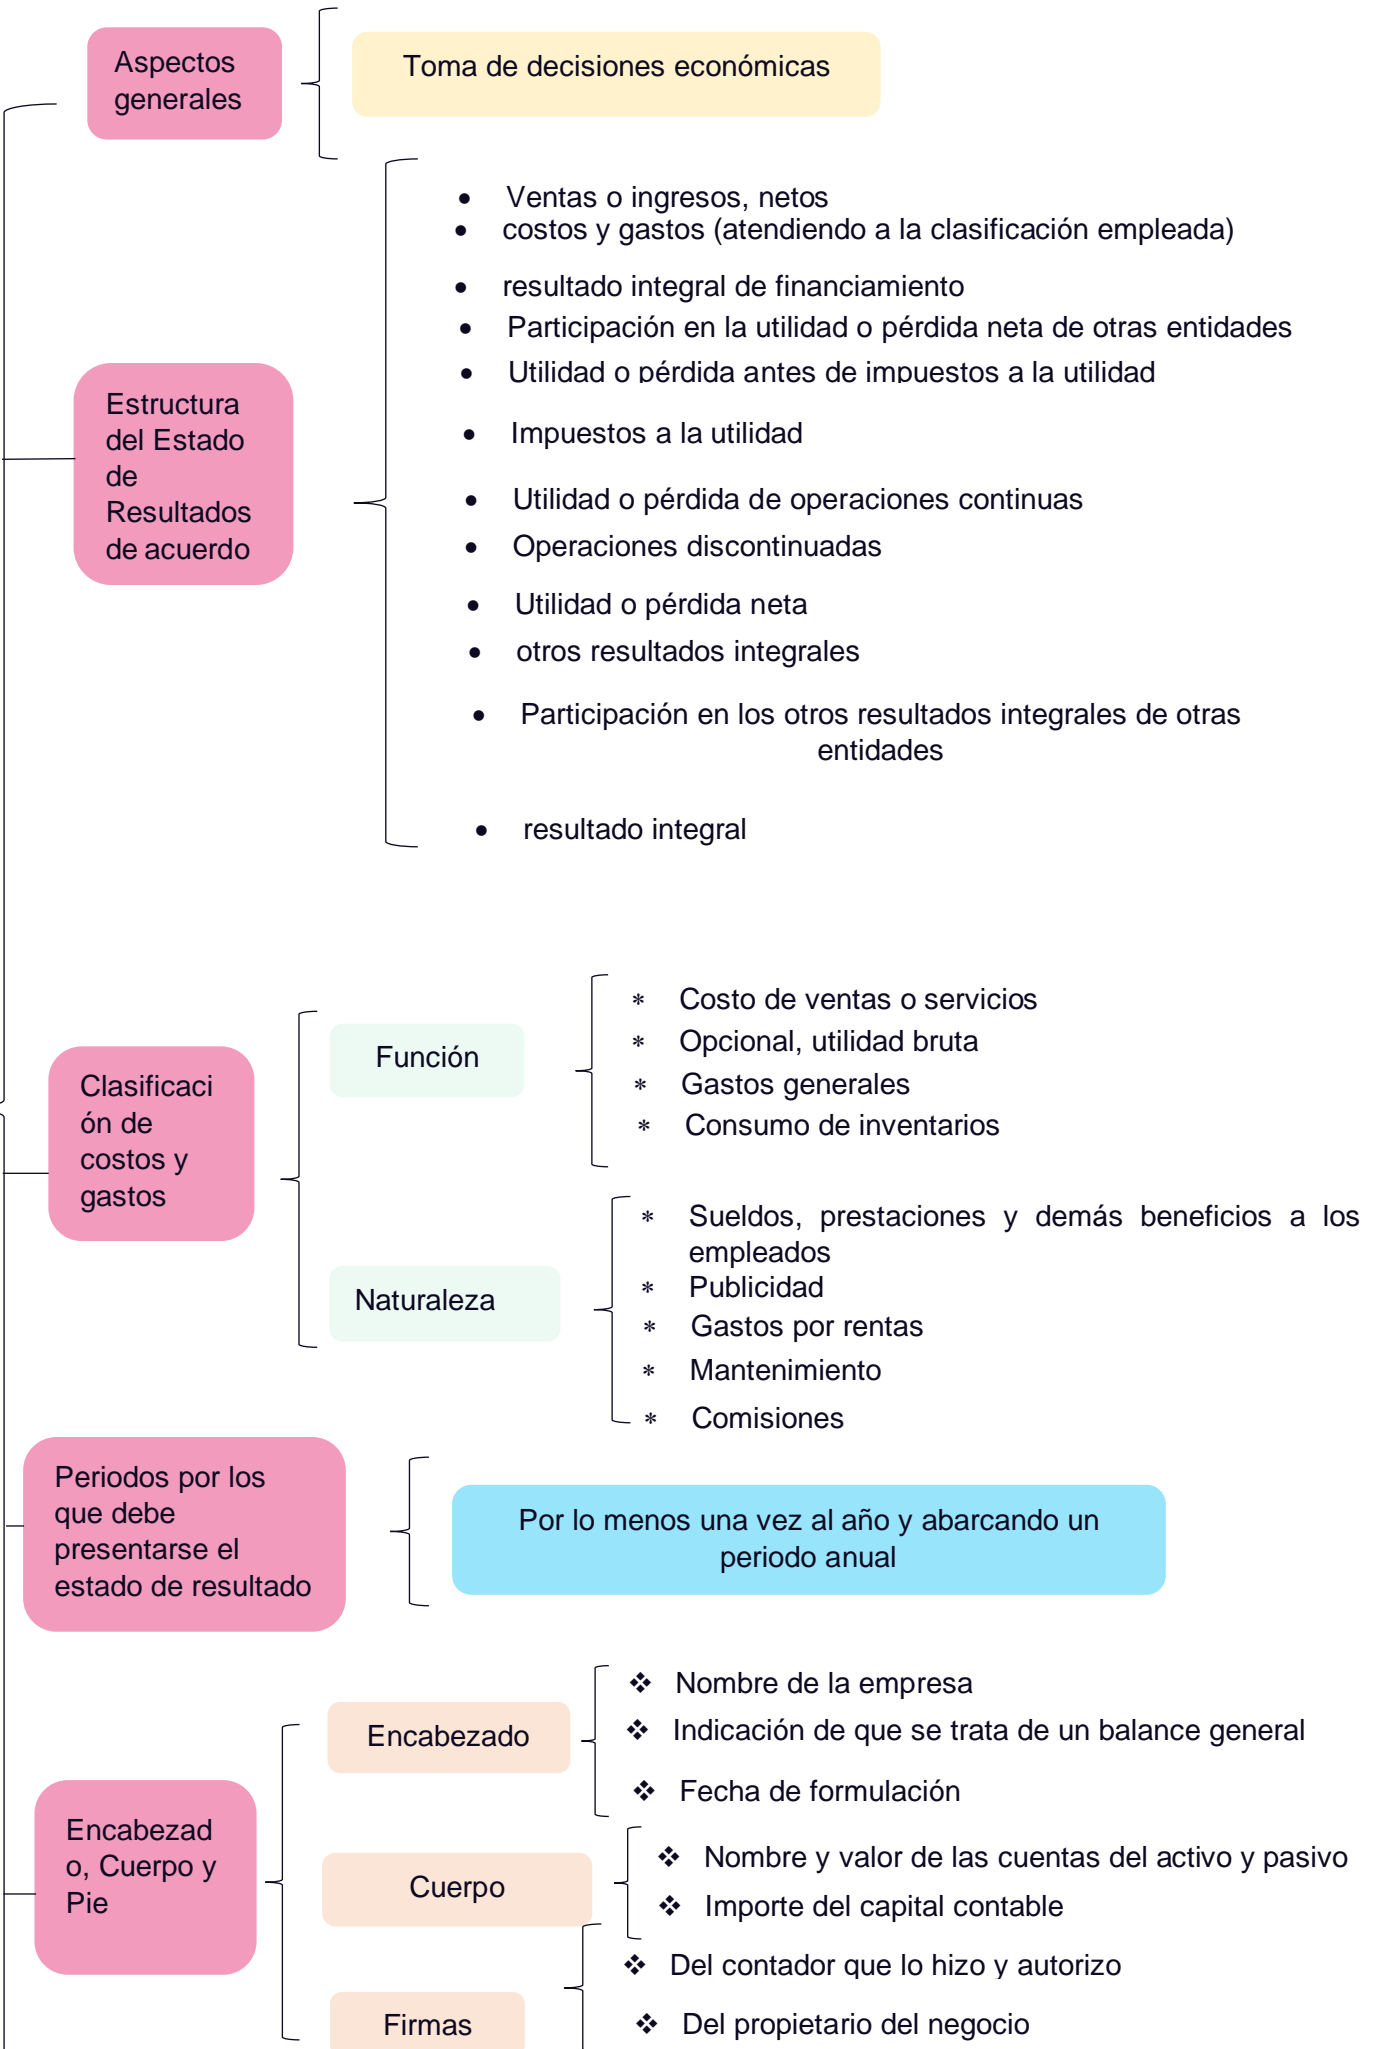 Aspectos
generales
Toma de decisiones económicas
Estructura
del Estado
de
Resultados
de acuerdo
• Ventas o ingresos, netos
• costos y gastos (atendiendo a la clasificación empleada)
• resultado integral de financiamiento
• Participación en la utilidad o pérdida neta de otras entidades
• Utilidad o pérdida antes de impuestos a la utilidad
• Impuestos a la utilidad
• Utilidad o pérdida de operaciones continuas
• Operaciones discontinuadas
• Utilidad o pérdida neta
• otros resultados integrales
• Participación en los otros resultados integrales de otras
entidades
• resultado integral
Clasificaci
ón de
costos y
gastos
Función
* Costo de ventas o servicios
* Opcional, utilidad bruta
* Gastos generales
* Consumo de inventarios
Naturaleza
* Sueldos, prestaciones y demás beneficios a los
empleados
* Publicidad
* Gastos por rentas
* Mantenimiento
* Comisiones
Periodos por los
que debe
presentarse el
estado de resultado
Por lo menos una vez al año y abarcando un
periodo anual
Encabezad
o, Cuerpo y
Pie
Encabezado
❖ Nombre de la empresa
❖ Indicación de que se trata de un balance general
❖ Fecha de formulación
Cuerpo
❖ Nombre y valor de las cuentas del activo y pasivo
❖ Importe del capital contable
Firmas
❖ Del contador que lo hizo y autorizo
❖ Del propietario del negocio